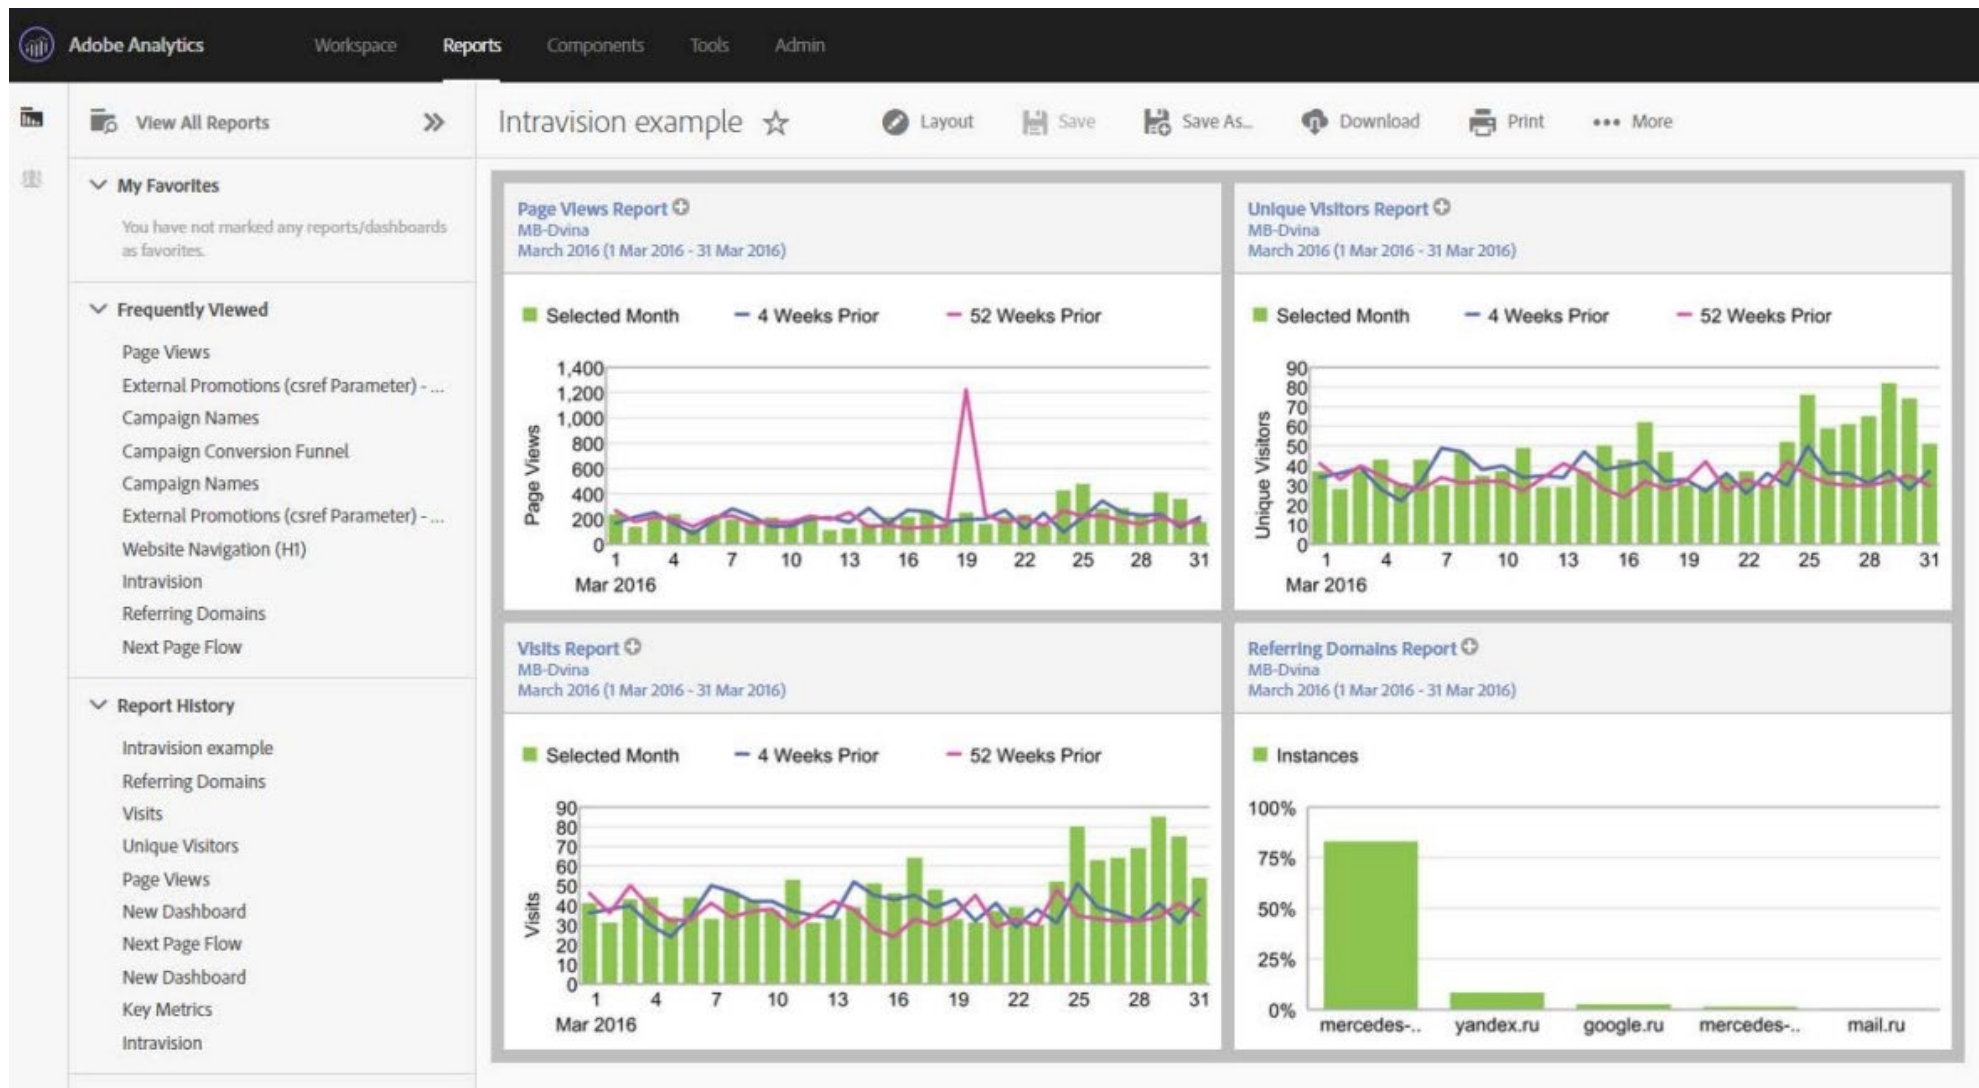 Adobe Analytics
Workspace
Reports
Components
Tools
Admin
View All Reports
My Favorites
You have not marked any reports/dashboards
as favorites.
Frequently Viewed
Page Views
External Promotions (csref Parameter) - ...
Campaign Names
Campaign Conversion Funnel
Campaign Names
External Promotions (csref Parameter) - ...
Website Navigation (H1)
Intravision
Referring Domains
Next Page Flow
Report History
Intravision example
Referring Domains
Visits
Unique Visitors
Page Views
New Dashboard
Next Page Flow
New Dashboard
Key Metrics
Intravision
Intravision example
Layout
Save
Save As...
Download
Print
More
Page Views Report
MB-Dvina
March 2016 (1 Mar 2016 - 31 Mar 2016)
Selected Month 4 Weeks Prior 52 Weeks Prior
Page Views
1,400
1,200
1,000
800
600
400
200
0
1 4 7 10 13 16 19 22 25 28 31
Mar 2016
Unique Visitors Report
MB-Dvina
March 2016 (1 Mar 2016 - 31 Mar 2016)
Selected Month 4 Weeks Prior 52 Weeks Prior
Unique Visitors
90
80
70
60
50
40
30
20
10
0
1 4 7 10 13 16 19 22 25 28 31
Mar 2016
Visits Report
MB-Dvina
March 2016 (1 Mar 2016 - 31 Mar 2016)
Selected Month 4 Weeks Prior 52 Weeks Prior
Visits
90
80
70
60
50
40
30
20
10
0
1 4 7 10 13 16 19 22 25 28 31
Mar 2016
Referring Domains Report
MB-Dvina
March 2016 (1 Mar 2016 - 31 Mar 2016)
Instances
100%
75%
50%
25%
0%
mercedes-.. yandex.ru google.ru mercedes-.. mail.ru